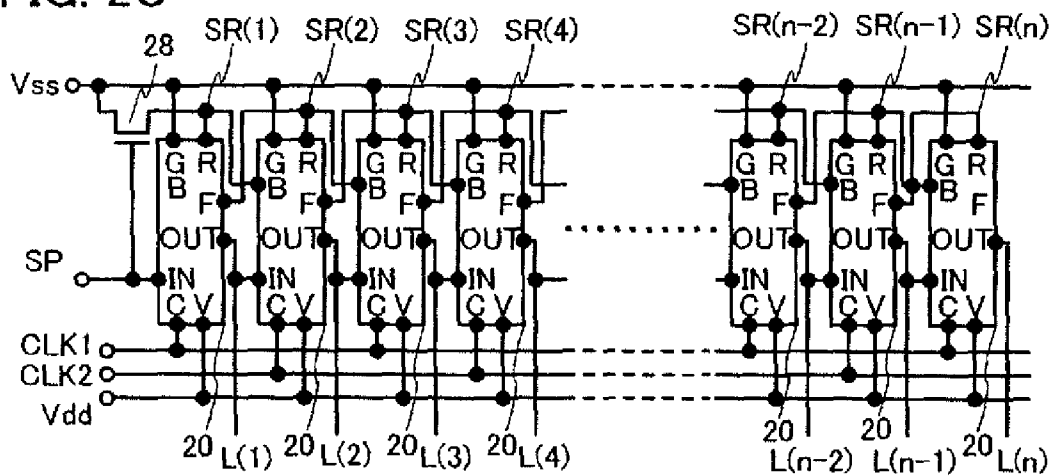 SR(1) SR(2) SR(3) SR(4) SR(n-2) SR(n-1) SR(n)
28
Vss
G R G R G R G R G R G R G R
B B B B B B B
F F F F F F F
OUT OUT OUT OUT OUT OUT OUT
SP
IN IN IN IN IN IN IN
C V C V C V C V C V C V C V
CLK1
CLK2
Vdd
20 L(1) 20 L(2) 20 L(3) 20 L(4) 20 L(n-2) 20 L(n-1) 20 L(n)